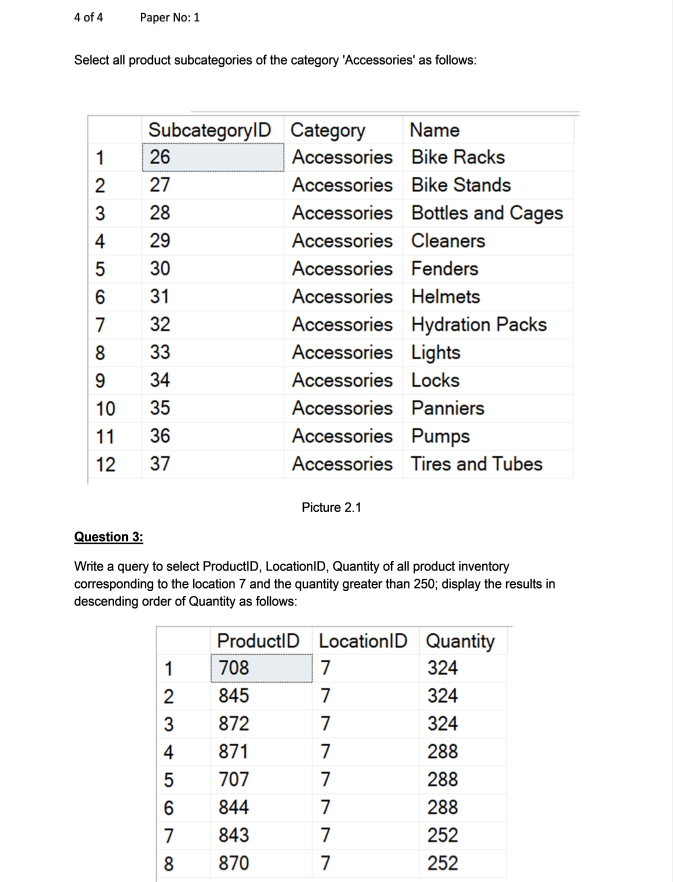 4 of 4 Paper No: 1
Select all product subcategories of the category 'Accessories' as follows:
SubcategoryID Category Name
1 26 Accessories Bike Racks
2 27 Accessories Bike Stands
3 28 Accessories Bottles and Cages
4 29 Accessories Cleaners
5 30 Accessories Fenders
6 31 Accessories Helmets
7 32 Accessories Hydration Packs
8 33 Accessories Lights
9 34 Accessories Locks
10 35 Accessories Panniers
11 36 Accessories Pumps
12 37 Accessories Tires and Tubes
Picture 2.1
Question 3:
Write a query to select ProductID, LocationID, Quantity of all product inventory
corresponding to the location 7 and the quantity greater than 250; display the results in
descending order of Quantity as follows:
ProductID LocationID Quantity
1 708 7 324
2 845 7 324
3 872 7 324
4 871 7 288
5 707 7 288
6 844 7 288
7 843 7 252
8 870 7 252